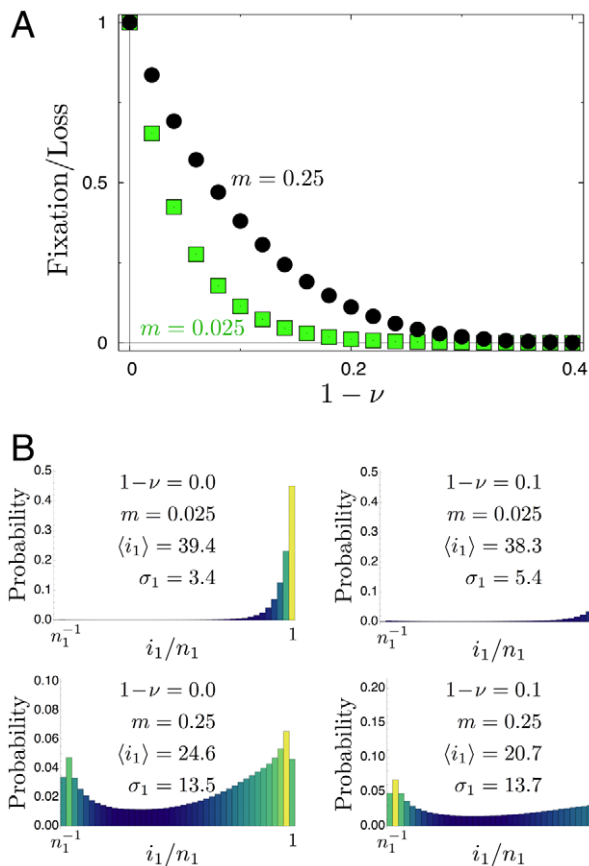 A
Fixation/Loss
1
0.5
0
m = 0.25
m = 0.025
0
0.2
0.4
1 − ν
B
Probability
0.5
0.4
0.3
0.2
0.1
0.0
1−ν = 0.0
m = 0.025
⟨i₁⟩ = 39.4
σ₁ = 3.4
n₁⁻¹
i₁/n₁
1
Probability
0.5
0.4
0.3
0.2
0.1
0.0
1−ν = 0.1
m = 0.025
⟨i₁⟩ = 38.3
σ₁ = 5.4
n₁⁻¹
i₁/n₁
Probability
0.10
0.08
0.06
0.04
0.02
0.00
1−ν = 0.0
m = 0.25
⟨i₁⟩ = 24.6
σ₁ = 13.5
n₁⁻¹
i₁/n₁
1
Probability
0.20
0.15
0.10
0.05
0.00
1−ν = 0.1
m = 0.25
⟨i₁⟩ = 20.7
σ₁ = 13.7
n₁⁻¹
i₁/n₁